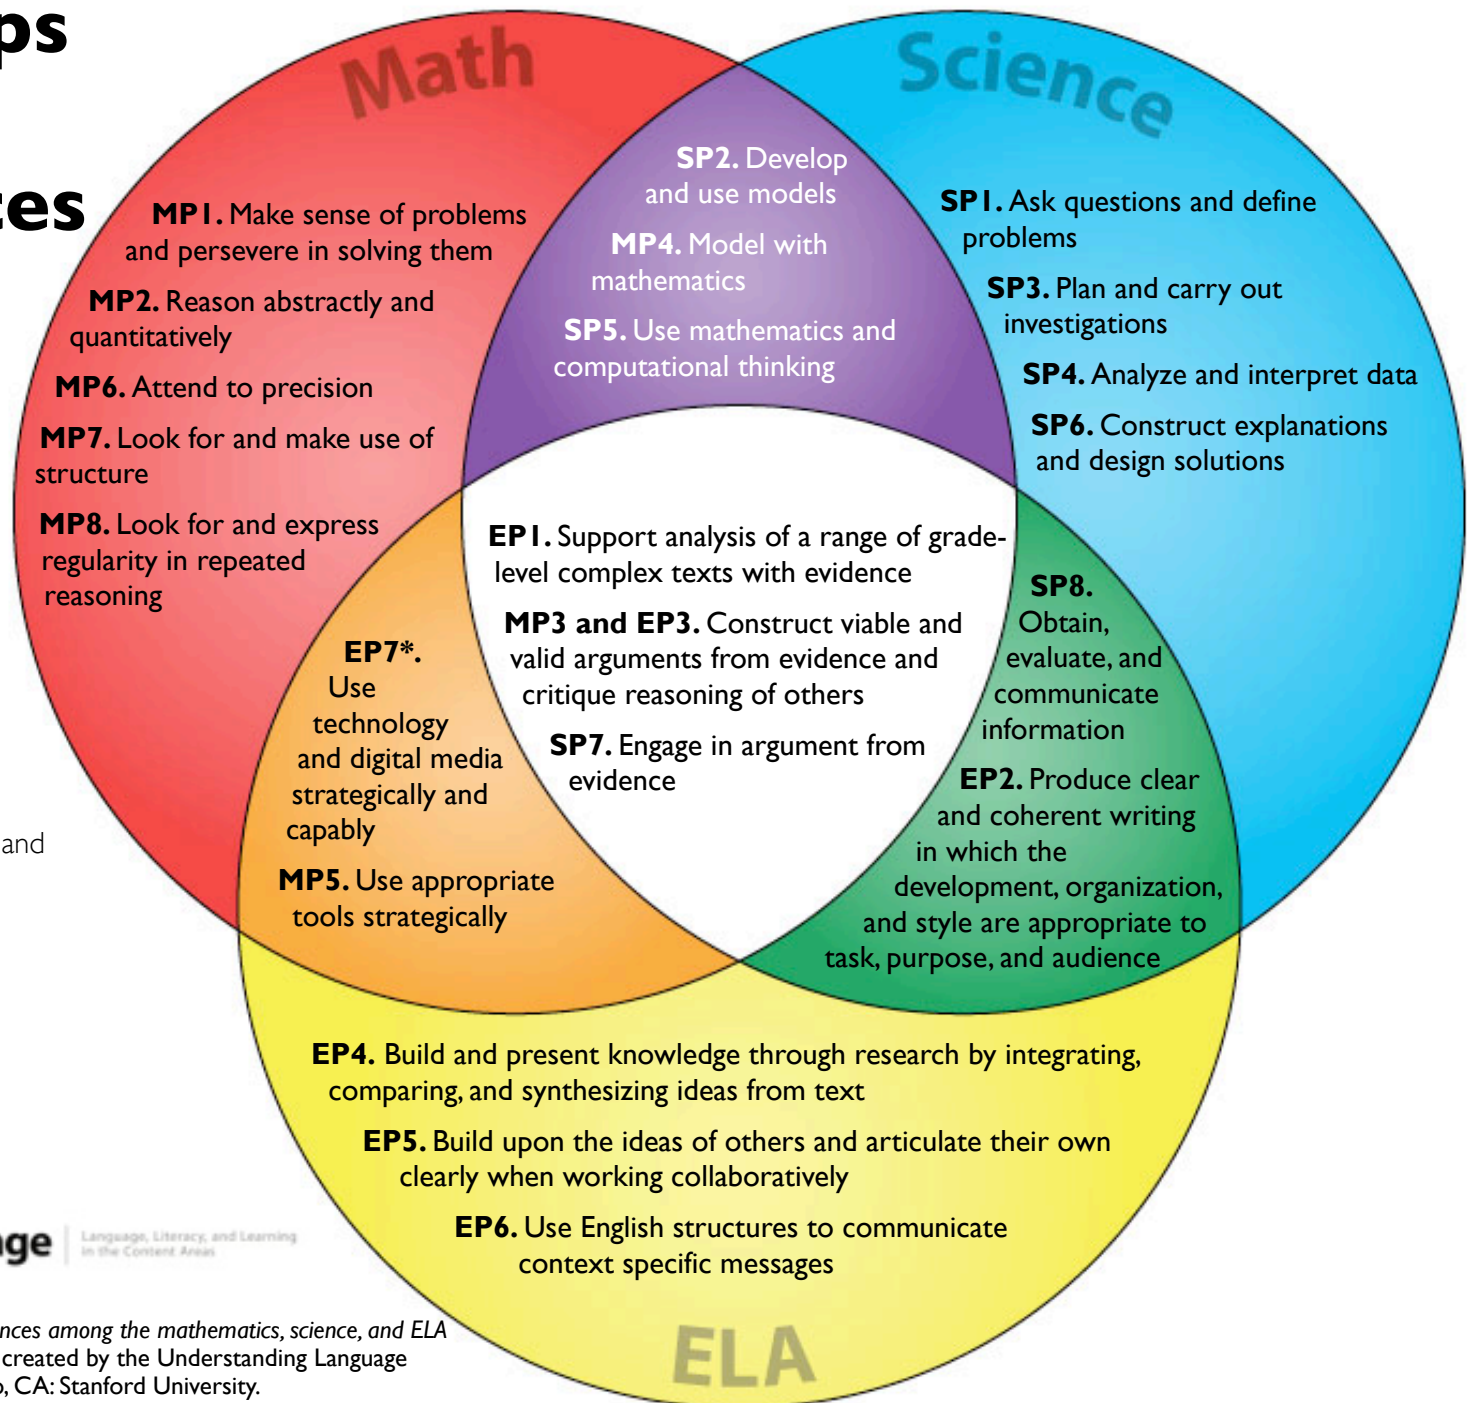 ps
ces
Math
Science
MP1. Make sense of problems
and persevere in solving them
MP2. Reason abstractly and
quantitatively
MP6. Attend to precision
MP7. Look for and make use of
structure
MP8. Look for and express
regularity in repeated
reasoning
SP2. Develop
and use models
MP4. Model with
mathematics
SP5. Use mathematics and
computational thinking
SP1. Ask questions and define
problems
SP3. Plan and carry out
investigations
SP4. Analyze and interpret data
SP6. Construct explanations
and design solutions
EP1. Support analysis of a range of grade-
level complex texts with evidence
MP3 and EP3. Construct viable and
valid arguments from evidence and
critique reasoning of others
SP7. Engage in argument from
evidence
EP7*.
Use
technology
and digital media
strategically and
capably
MP5. Use appropriate
tools strategically
SP8.
Obtain,
evaluate, and
communicate
information
EP2. Produce clear
and coherent writing
in which the
development, organization,
and style are appropriate to
task, purpose, and audience
and
EP4. Build and present knowledge through research by integrating,
comparing, and synthesizing ideas from text
EP5. Build upon the ideas of others and articulate their own
clearly when working collaboratively
EP6. Use English structures to communicate
context specific messages
ELA
age
Language, Literacy, and Learning
in the Content Areas
nces among the mathematics, science, and ELA
created by the Understanding Language
, CA: Stanford University.